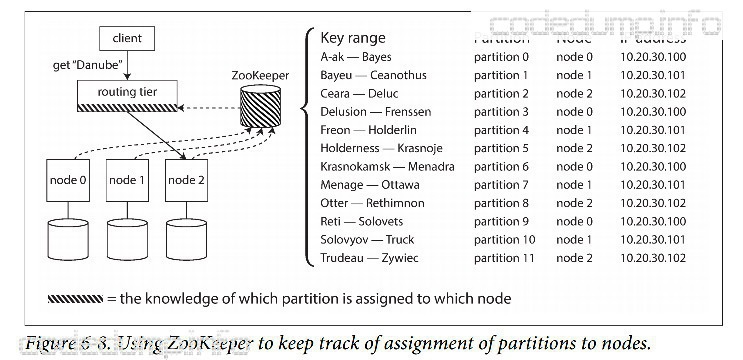 codedump.info
client
get "Danube"
routing tier
ZooKeeper
node 0 node 1 node 2
Key range Partition Node IP address
A-ak — Bayes partition 0 node 0 10.20.30.100
Bayeu — Ceanothus partition 1 node 1 10.20.30.101
Ceara — Deluc partition 2 node 2 10.20.30.102
Delusion — Frenssen partition 3 node 0 10.20.30.100
Freon — Holderlin partition 4 node 1 10.20.30.101
Holderness — Krasnoje partition 5 node 2 10.20.30.102
Krasnokamsk — Menadra partition 6 node 0 10.20.30.100
Menage — Ottawa partition 7 node 1 10.20.30.101
Otter — Rethimnon partition 8 node 2 10.20.30.102
Reti — Solovets partition 9 node 0 10.20.30.100
Solovyov — Truck partition 10 node 1 10.20.30.101
Trudeau — Zywiec partition 11 node 2 10.20.30.102
= the knowledge of which partition is assigned to which node
Figure 6-8. Using ZooKeeper to keep track of assignment of partitions to nodes.
codedump.info